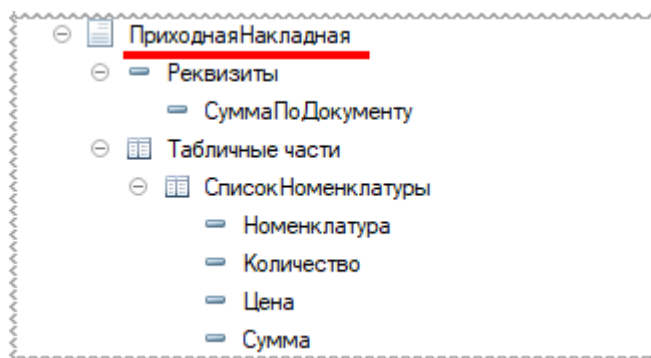 ПриходнаяНакладная
Реквизиты
СуммаПоДокументу
Табличные части
СписокНоменклатуры
Номенклатура
Количество
Цена
Сумма